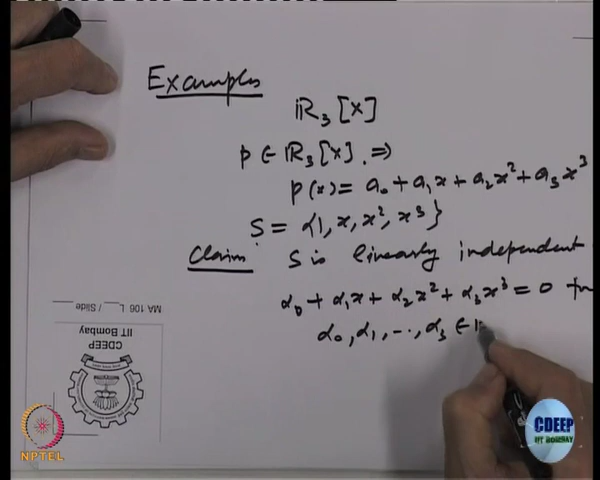 Examples
ℝ₃[X]
p ∈ ℝ₃[X]. ⇒
p(x) = a₀ + a₁x + a₂x² + a₃x³
S = {1, x, x², x³}
Claim: S is linearly independent
α₀ + α₁x + α₂x² + α₃x³ = 0 for
α₀, α₁, ..., α₃ ∈
MA 106 L / Slide
CDEEP
IIT Bombay
NPTEL
CDEEP
IIT BOMBAY